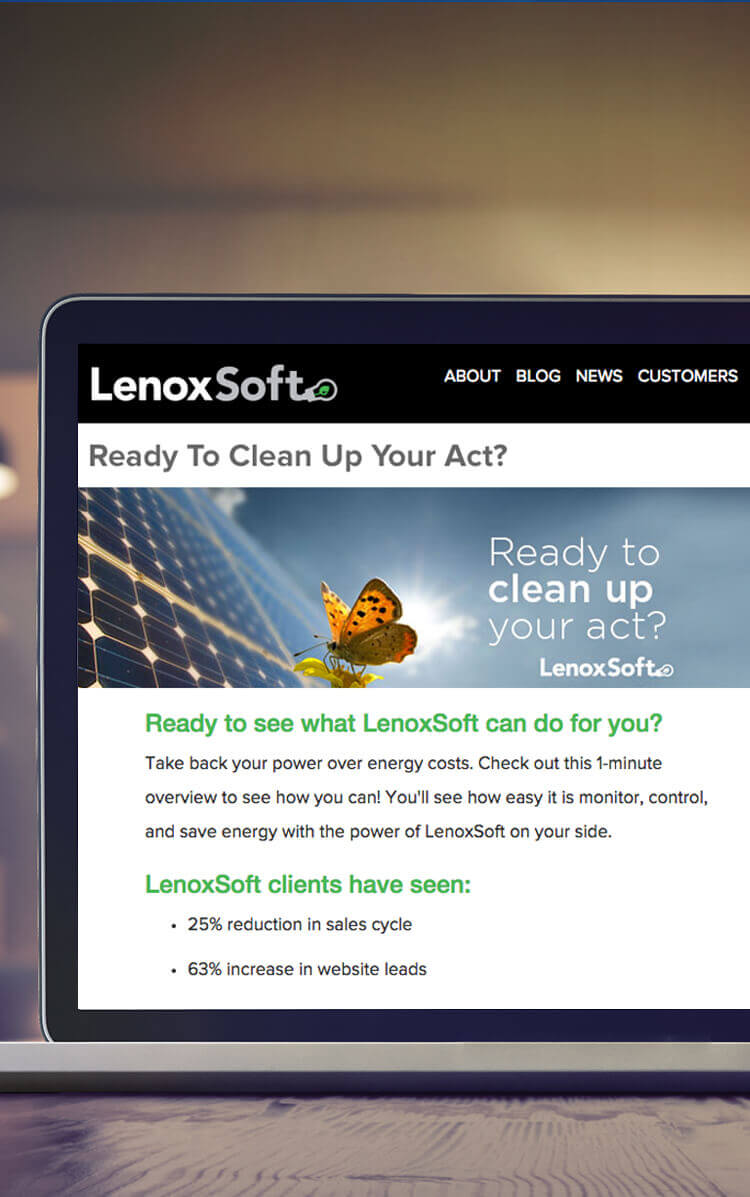 LenoxSoft
ABOUT BLOG NEWS CUSTOMERS
Ready To Clean Up Your Act?
Ready to
clean up
your act?
LenoxSoft
Ready to see what LenoxSoft can do for you?
Take back your power over energy costs. Check out this 1-minute
overview to see how you can! You'll see how easy it is monitor, control,
and save energy with the power of LenoxSoft on your side.
LenoxSoft clients have seen:
• 25% reduction in sales cycle
• 63% increase in website leads